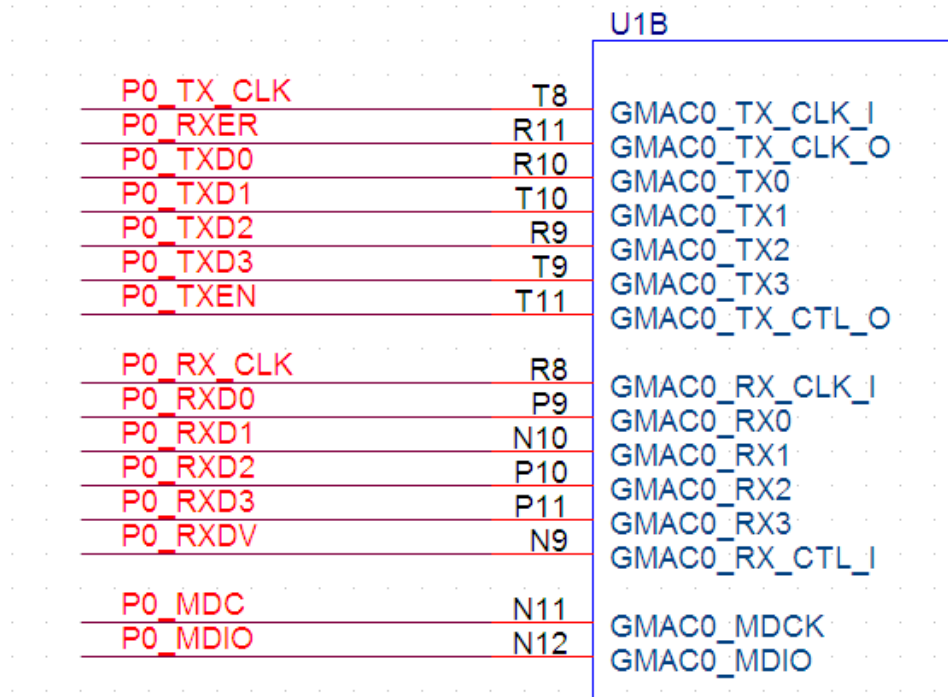 U1B
P0_TX_CLK T8 GMAC0_TX_CLK_I
P0_RXER R11 GMAC0_TX_CLK_O
P0_TXD0 R10 GMAC0_TX0
P0_TXD1 T10 GMAC0_TX1
P0_TXD2 R9 GMAC0_TX2
P0_TXD3 T9 GMAC0_TX3
P0_TXEN T11 GMAC0_TX_CTL_O
P0_RX_CLK R8 GMAC0_RX_CLK_I
P0_RXD0 P9 GMAC0_RX0
P0_RXD1 N10 GMAC0_RX1
P0_RXD2 P10 GMAC0_RX2
P0_RXD3 P11 GMAC0_RX3
P0_RXDV N9 GMAC0_RX_CTL_I
P0_MDC N11 GMAC0_MDCK
P0_MDIO N12 GMAC0_MDIO